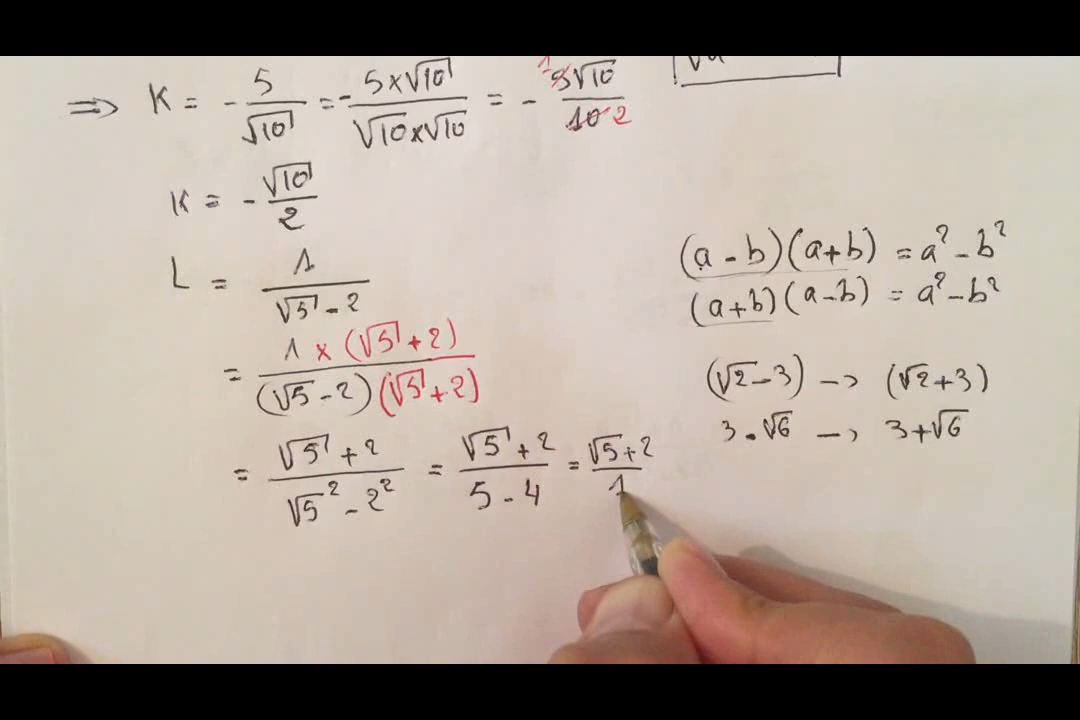 => K = - 5/√10 = - 5×√10/√10×√10 = - 1 5√10/10 2
K = - √10/2
L = 1/√5 - 2
= 1 × (√5 + 2)/(√5 - 2)(√5 + 2)
= √5 + 2/√5² - 2² = √5 + 2/5 - 4 = √5 + 2/1
(a - b)(a + b) = a² - b²
(a + b)(a - b) = a² - b²
(√2 - 3) -> (√2 + 3)
3 - √6 -> 3 + √6